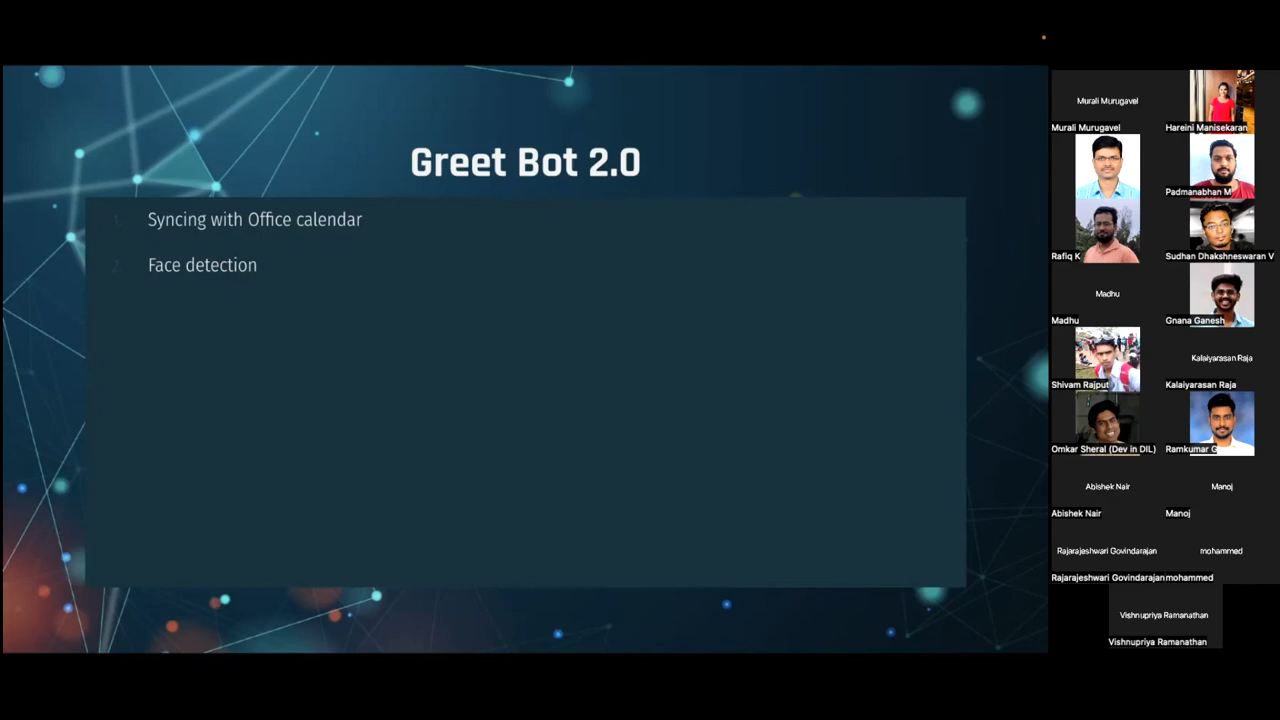 Greet Bot 2.0
1. Syncing with Office calendar
2. Face detection
Murali Murugavel
Murali Murugavel
Hareini Manisekaran
Padmanabhan M
Rafiq K
Sudhan Dhakshneswaran V
Madhu
Madhu
Gnana Ganesh
Shivam Rajput
Kalaiyarasan Raja
Kalaiyarasan Raja
Omkar Sheral (Dev in DIL)
Ramkumar G
Abishek Nair
Abishek Nair
Manoj
Manoj
Rajarajeshwari Govindarajan
Rajarajeshwari Govindarajan
mohammed
mohammed
Vishnupriya Ramanathan
Vishnupriya Ramanathan